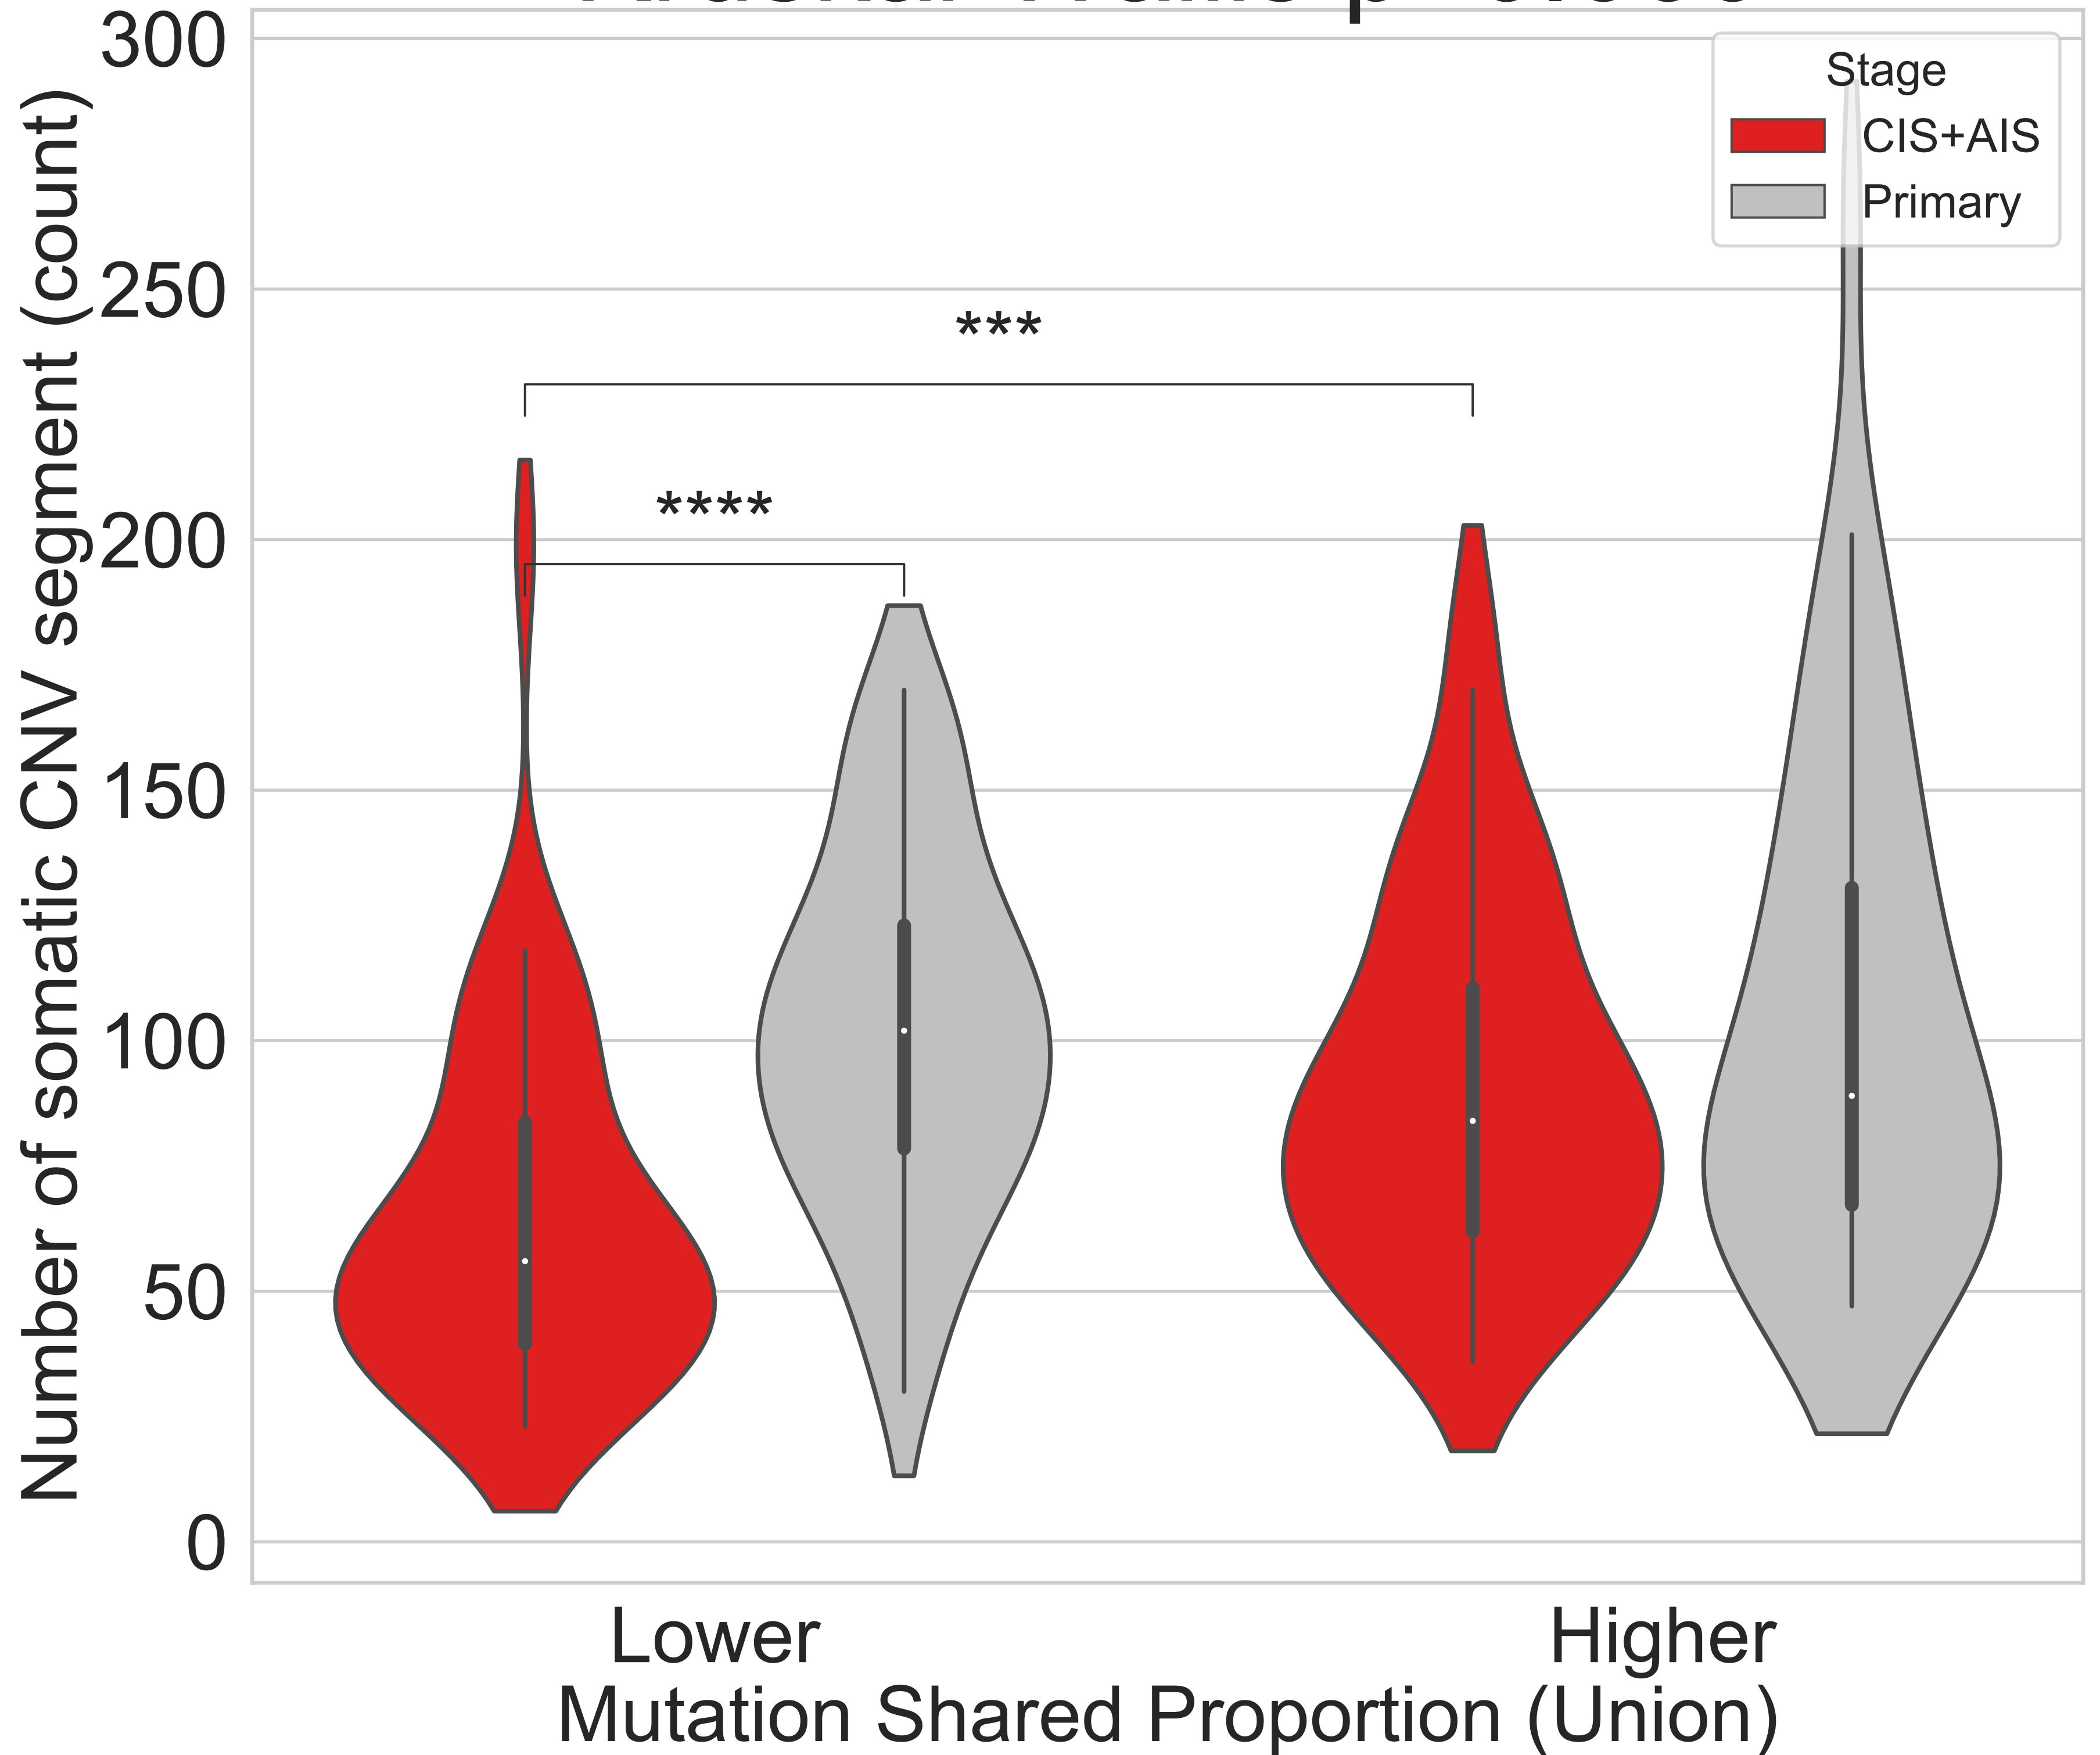 300
250
200
150
100
50
0
Number of somatic CNV segment (count)
Stage
CIS+AIS
Primary
***
****
Lower
Higher
Mutation Shared Proportion (Union)